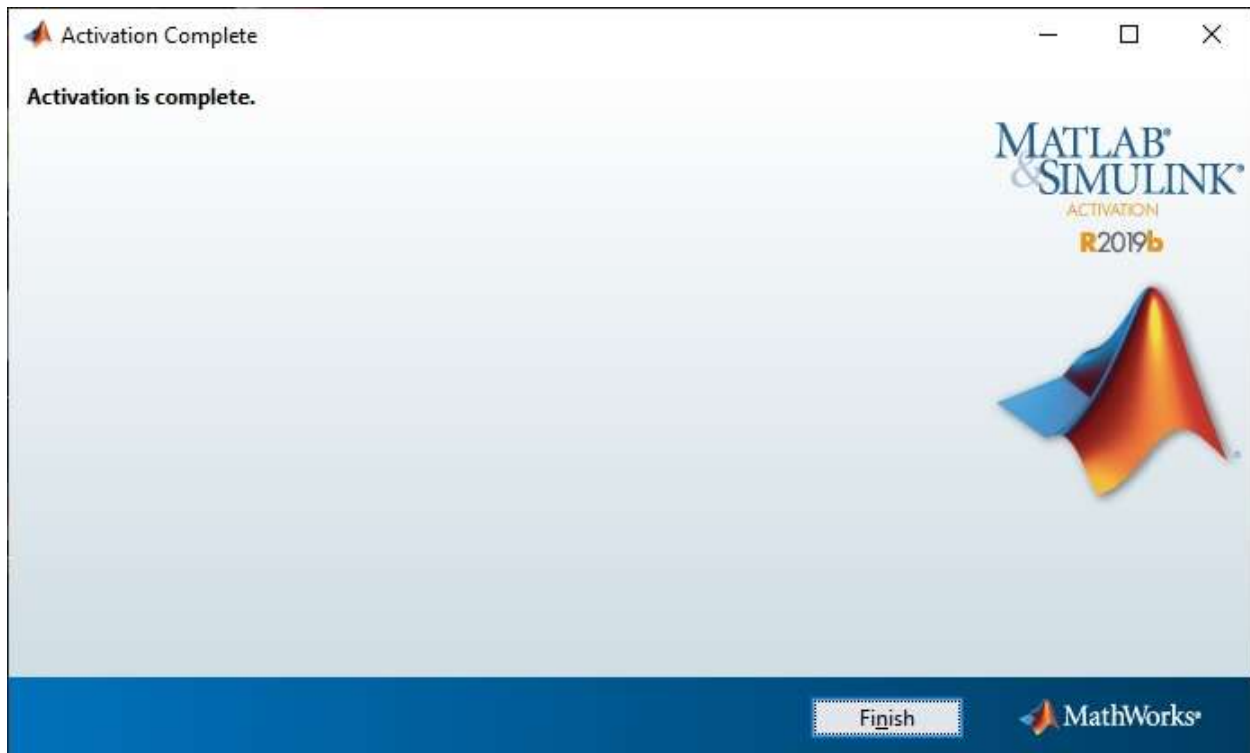 Activation Complete
Activation is complete.
MATLAB®
&SIMULINK®
ACTIVATION
R2019b
®
Finish
MathWorks®